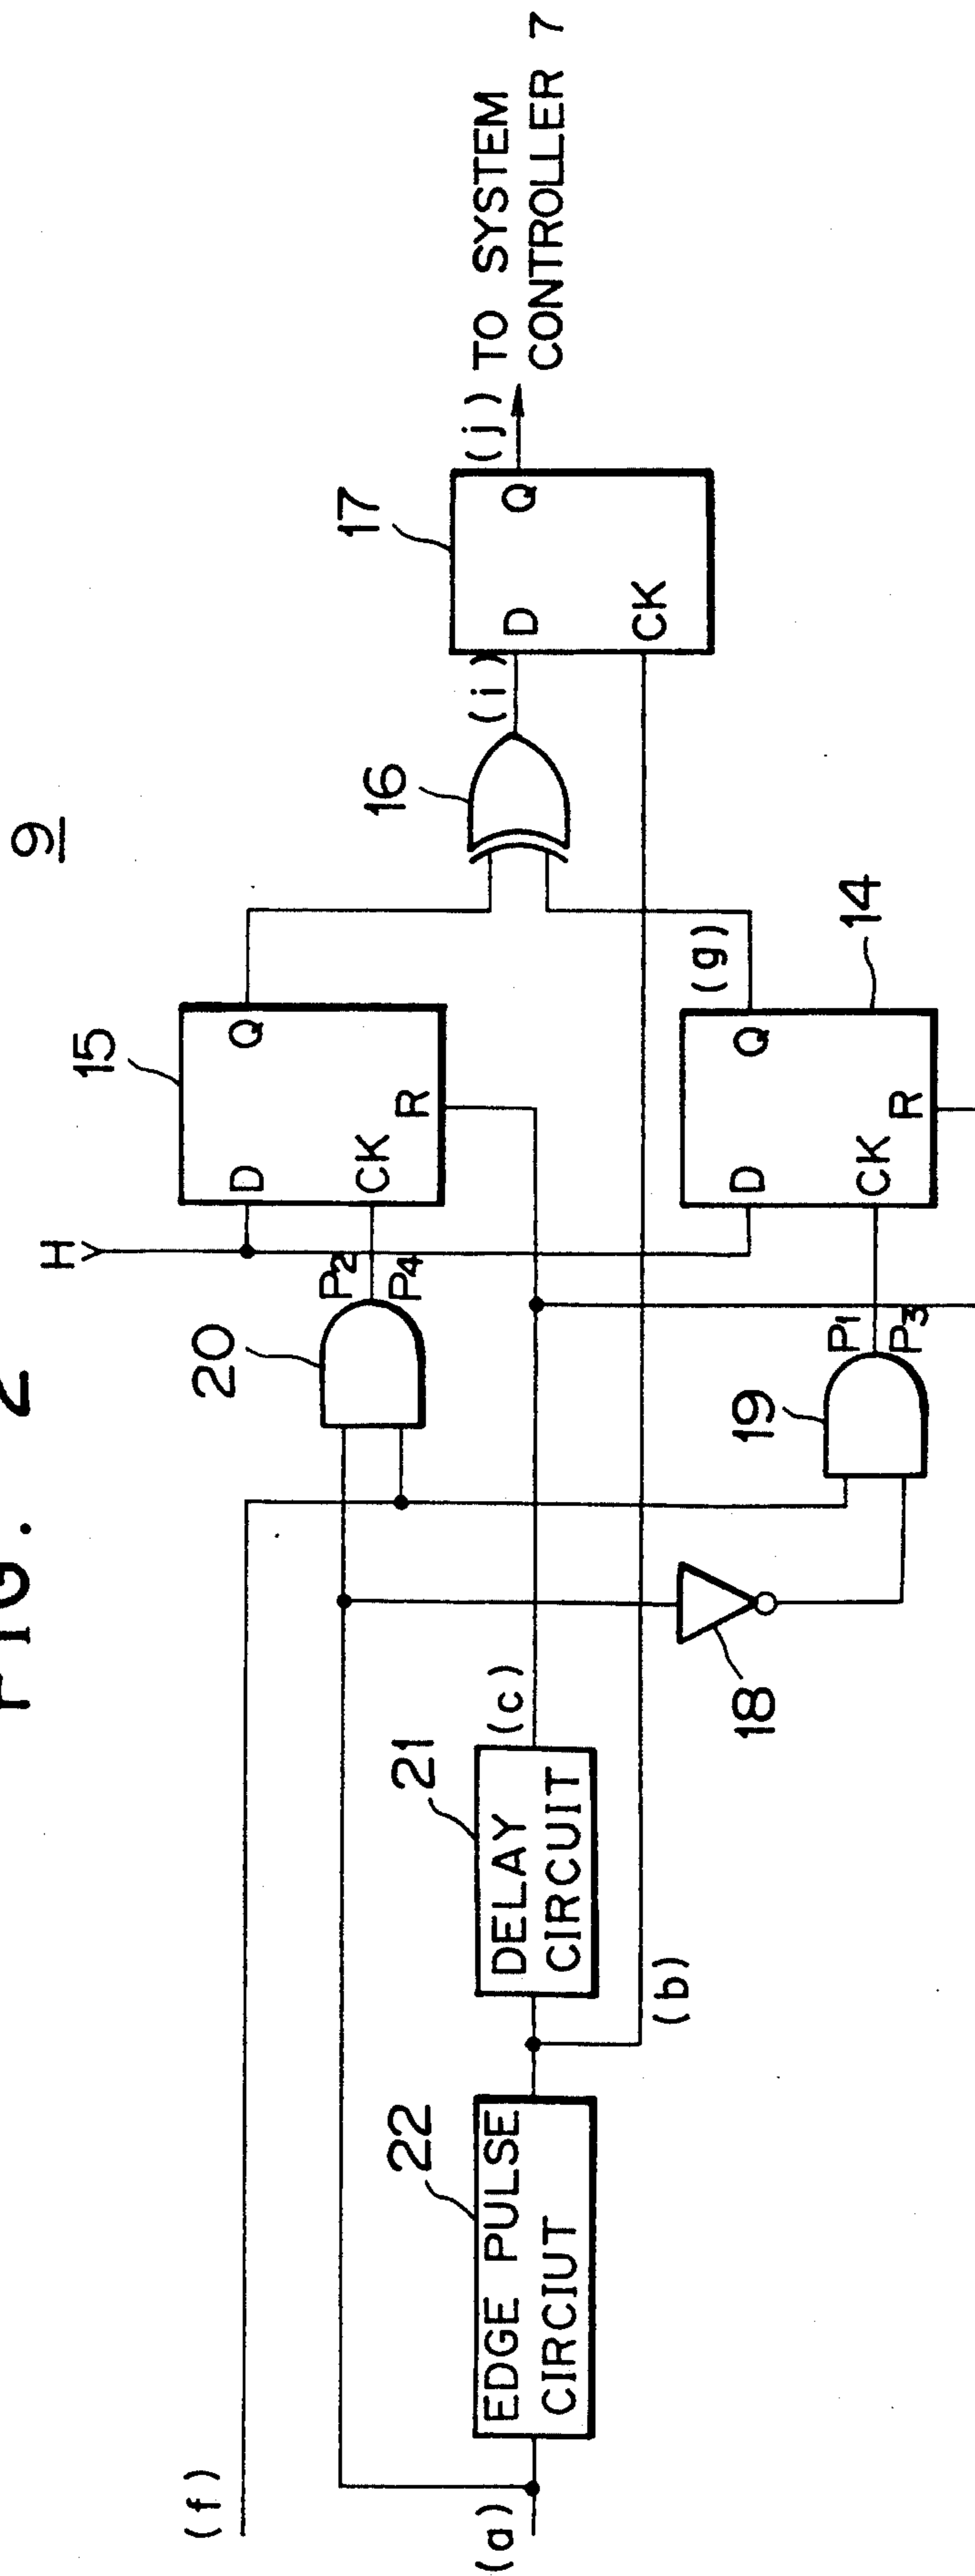 FIG. 2
9
(f)
(a)
22
EDGE PULSE
CIRCIUT
(b)
21
DELAY
CIRCUIT
(c)
18
20
19
H
P2
P4
P1
P3
15
D
Q
CK
R
14
D
Q
CK
R
(g)
16
(i)
17
D
Q
CK
(j)
TO SYSTEM
CONTROLLER 7